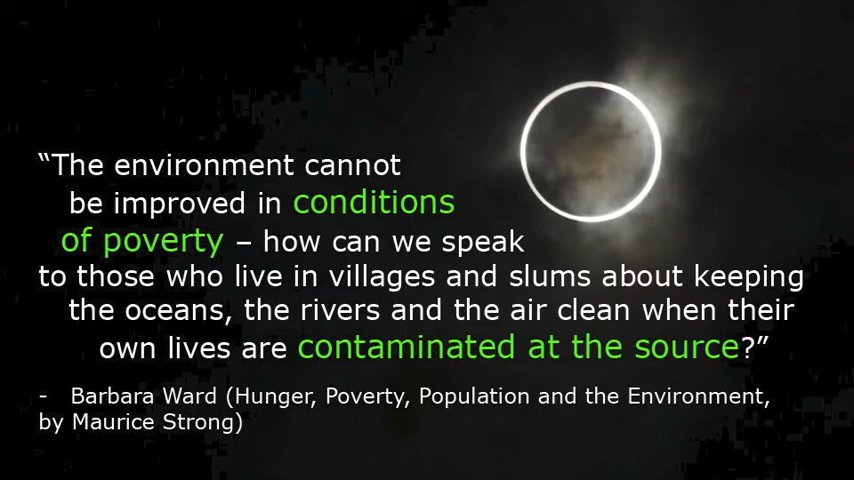 “The environment cannot
be improved in conditions
of poverty – how can we speak
to those who live in villages and slums about keeping
the oceans, the rivers and the air clean when their
own lives are contaminated at the source?”
- Barbara Ward (Hunger, Poverty, Population and the Environment,
by Maurice Strong)